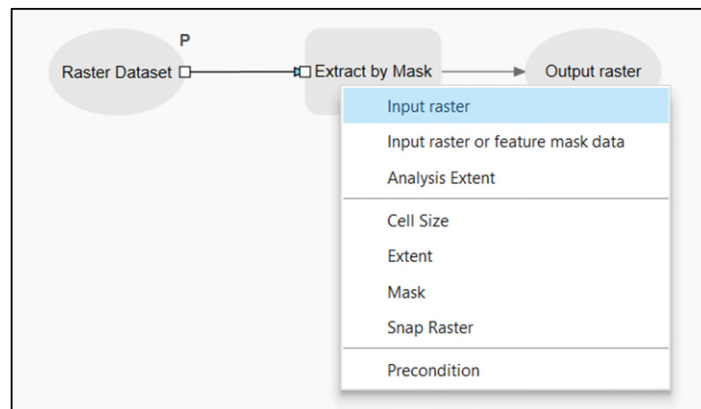 P
Raster Dataset
Extract by Mask
Output raster
Input raster
Input raster or feature mask data
Analysis Extent
Cell Size
Extent
Mask
Snap Raster
Precondition